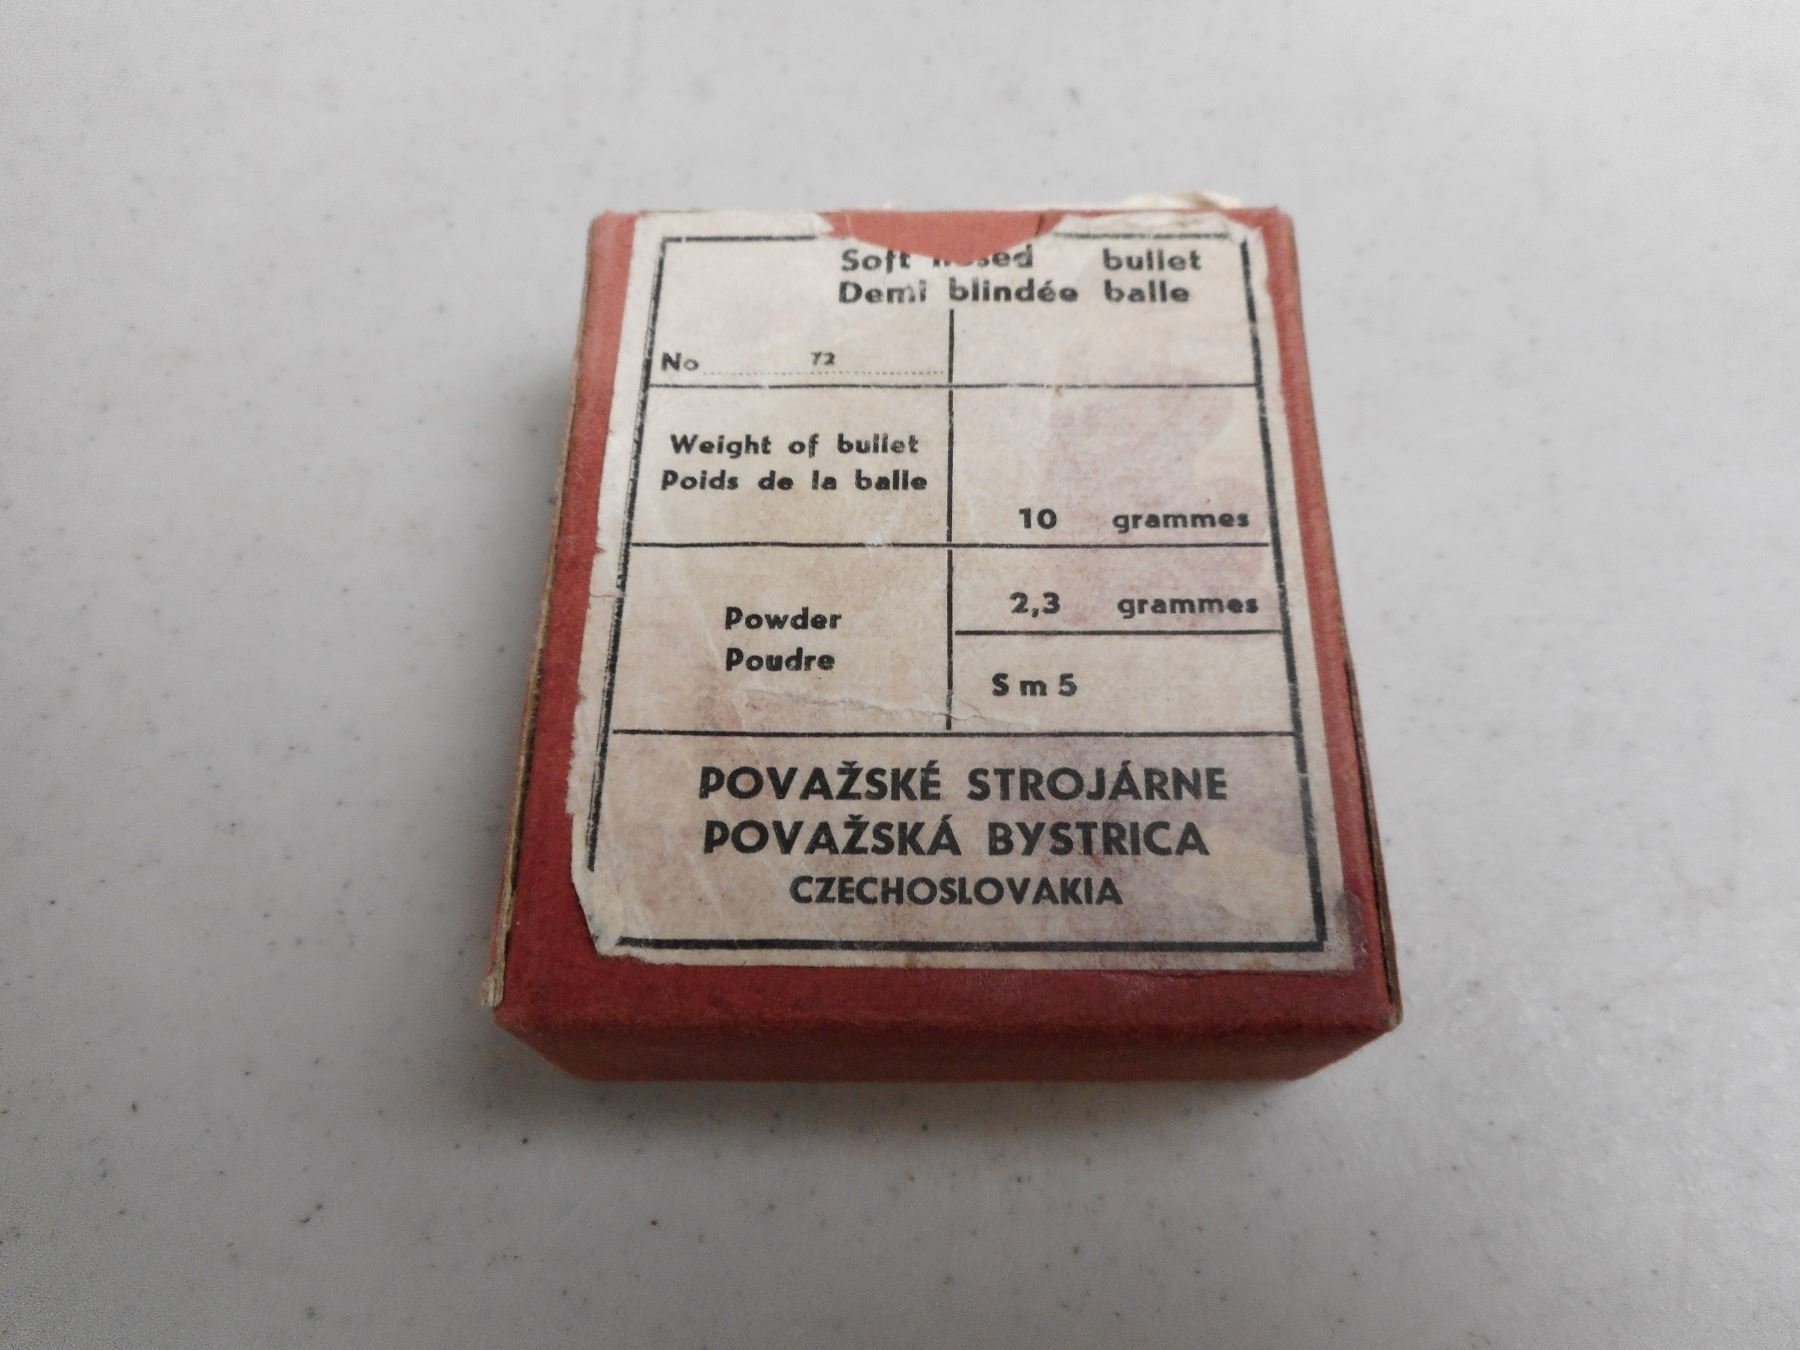 Soft nosed bullet
Demi blindée balle
No 72
Weight of bullet
Poids de la balle
10 grammes
Powder
Poudre
2,3 grammes
S m 5
POVAŽSKÉ STROJÁRNE
POVAŽSKÁ BYSTRICA
CZECHOSLOVAKIA